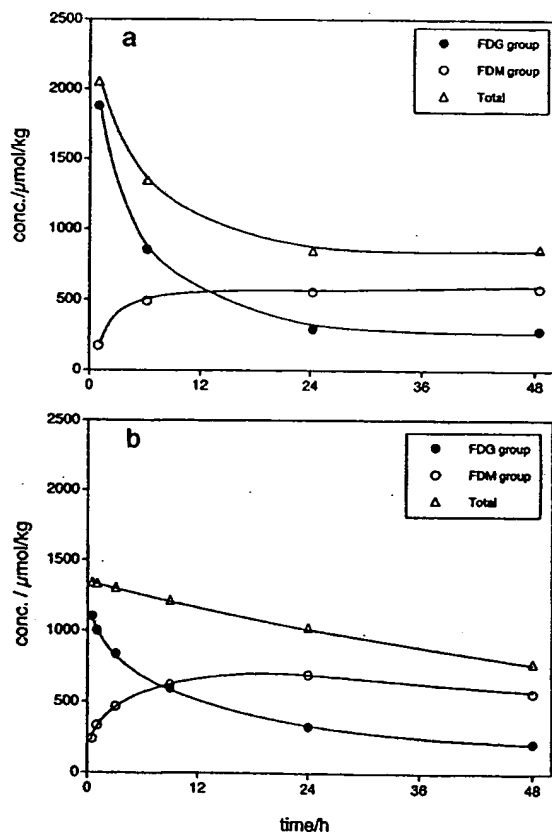 a
FDG group
FDM group
Total
2500
2000
1500
1000
500
0
conc./µmol/kg
0 12 24 36 48
b
FDG group
FDM group
Total
2500
2000
1500
1000
500
0
conc. / µmol/kg
0 12 24 36 48
time/h